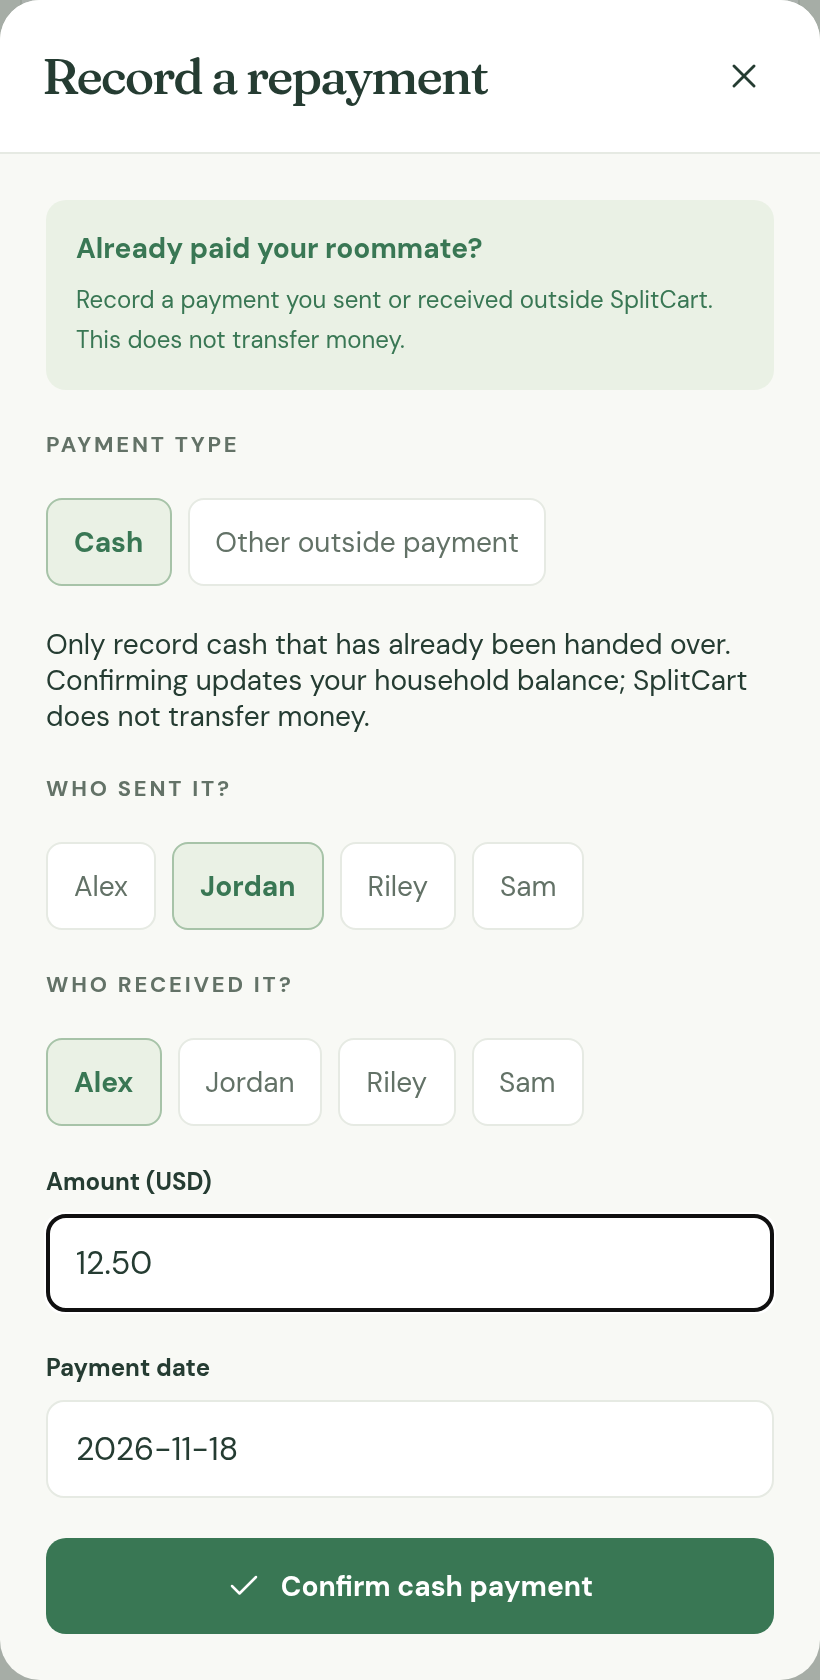 Record a repayment
Already paid your roommate?
Record a payment you sent or received outside SplitCart.
This does not transfer money.
PAYMENT TYPE
Cash Other outside payment
Only record cash that has already been handed over.
Confirming updates your household balance; SplitCart
does not transfer money.
WHO SENT IT?
Alex Jordan Riley Sam
WHO RECEIVED IT?
Alex Jordan Riley Sam
Amount (USD)
12.50
Payment date
2026-11-18
Confirm cash payment